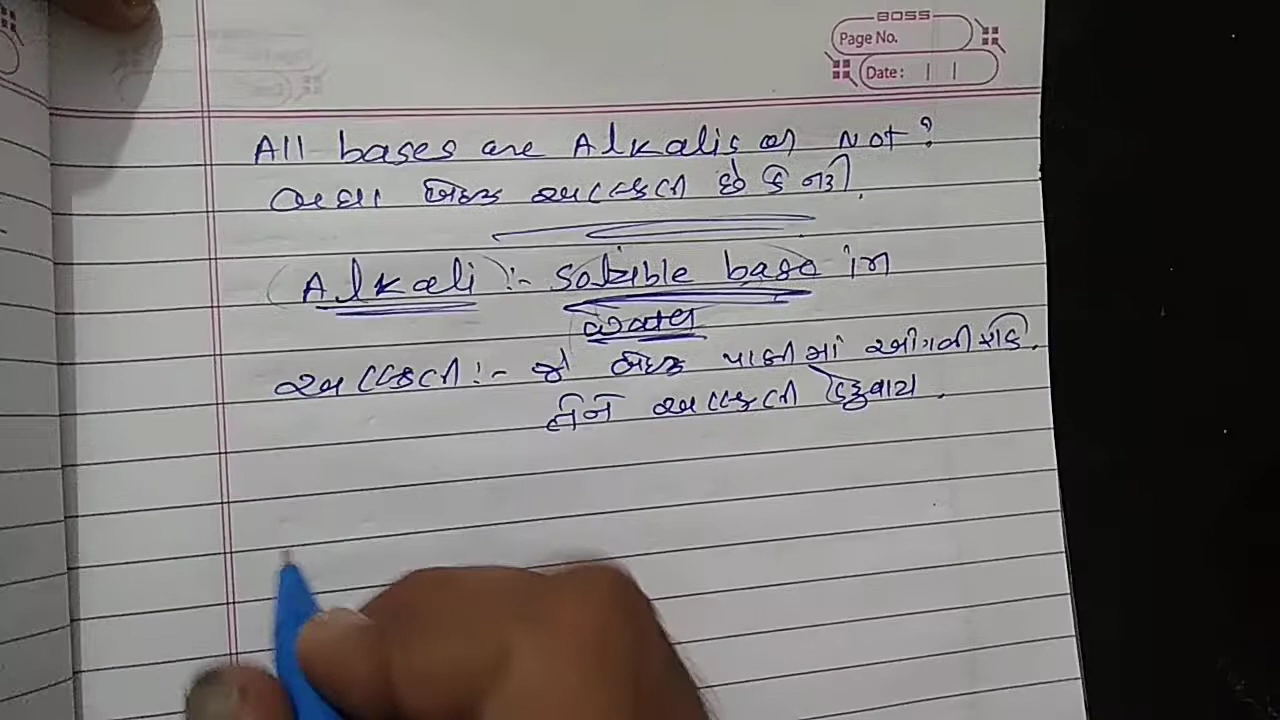 BOSS
Page No.
Date :
All bases are Alkalis or Not?
બધા બેઇઝ આલ્કલી છે કે નહી.
Alkali :- Soluble base in
water
આલ્કલી :- જે બેઇઝ પાણીમાં ઓગળી શકે.
તેને આલ્કલી કહેવાય.